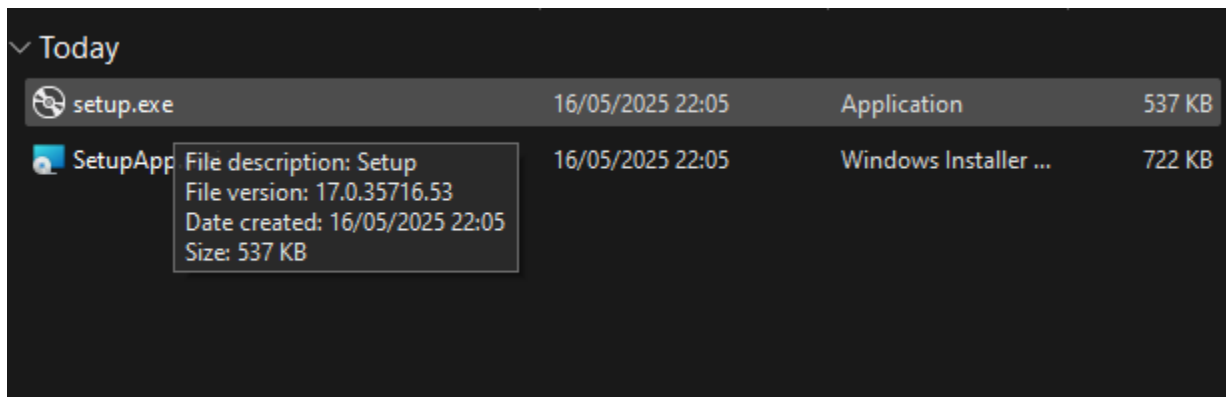 Today
setup.exe 16/05/2025 22:05 Application 537 KB
SetupApp 16/05/2025 22:05 Windows Installer ... 722 KB
File description: Setup
File version: 17.0.35716.53
Date created: 16/05/2025 22:05
Size: 537 KB